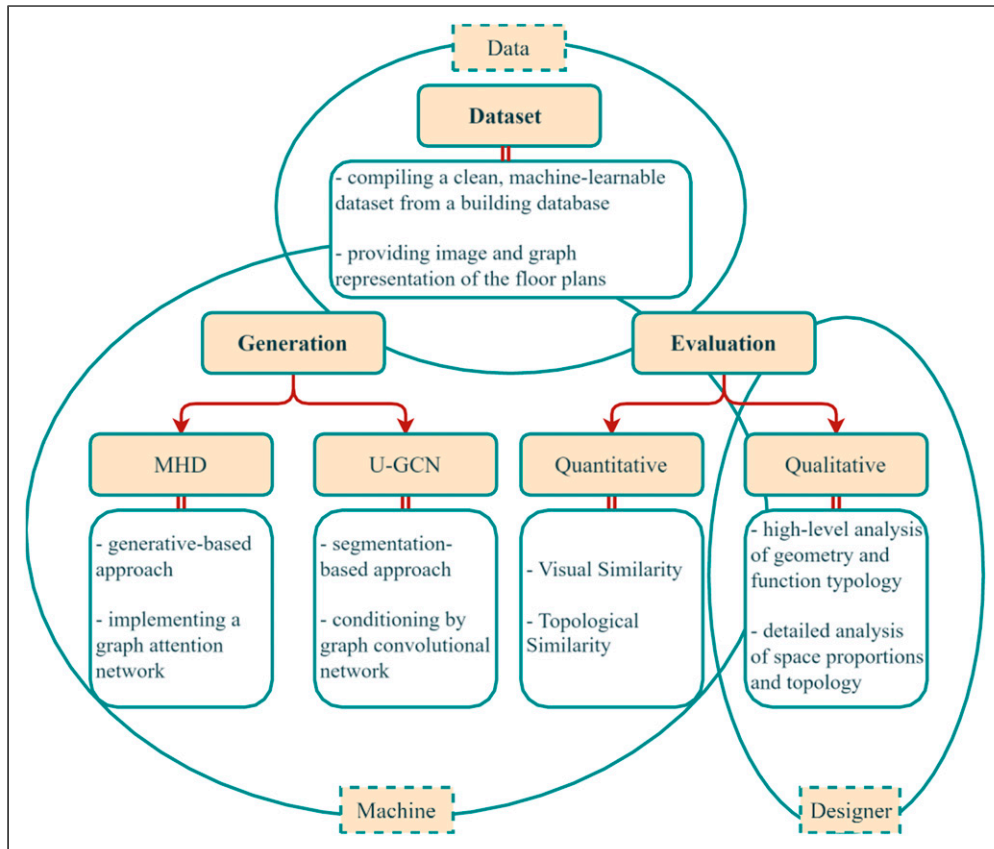 Data
Dataset
- compiling a clean, machine-learnable
dataset from a building database
- providing image and graph
representation of the floor plans
Generation
Evaluation
MHD
U-GCN
Quantitative
Qualitative
- generative-based
approach
- implementing a
graph attention
network
- segmentation-
based approach
- conditioning by
graph convolutional
network
- Visual Similarity
- Topological
Similarity
- high-level analysis
of geometry and
function typology
- detailed analysis
of space proportions
and topology
Machine
Designer